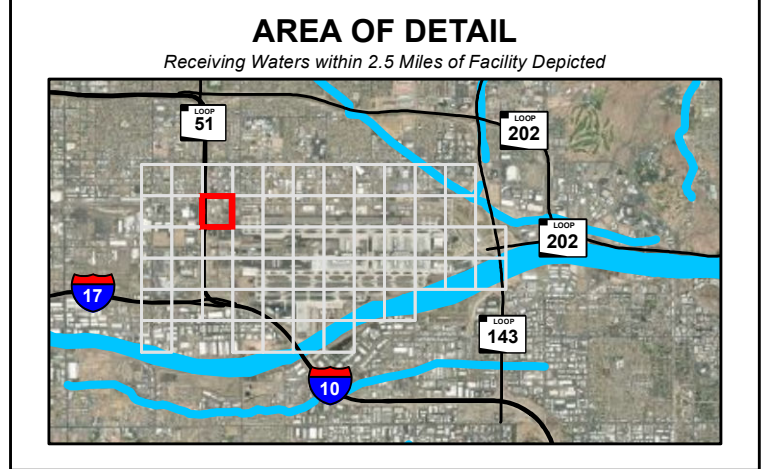 AREA OF DETAIL
Receiving Waters within 2.5 Miles of Facility Depicted
LOOP
51
LOOP
202
LOOP
202
17
LOOP
143
10